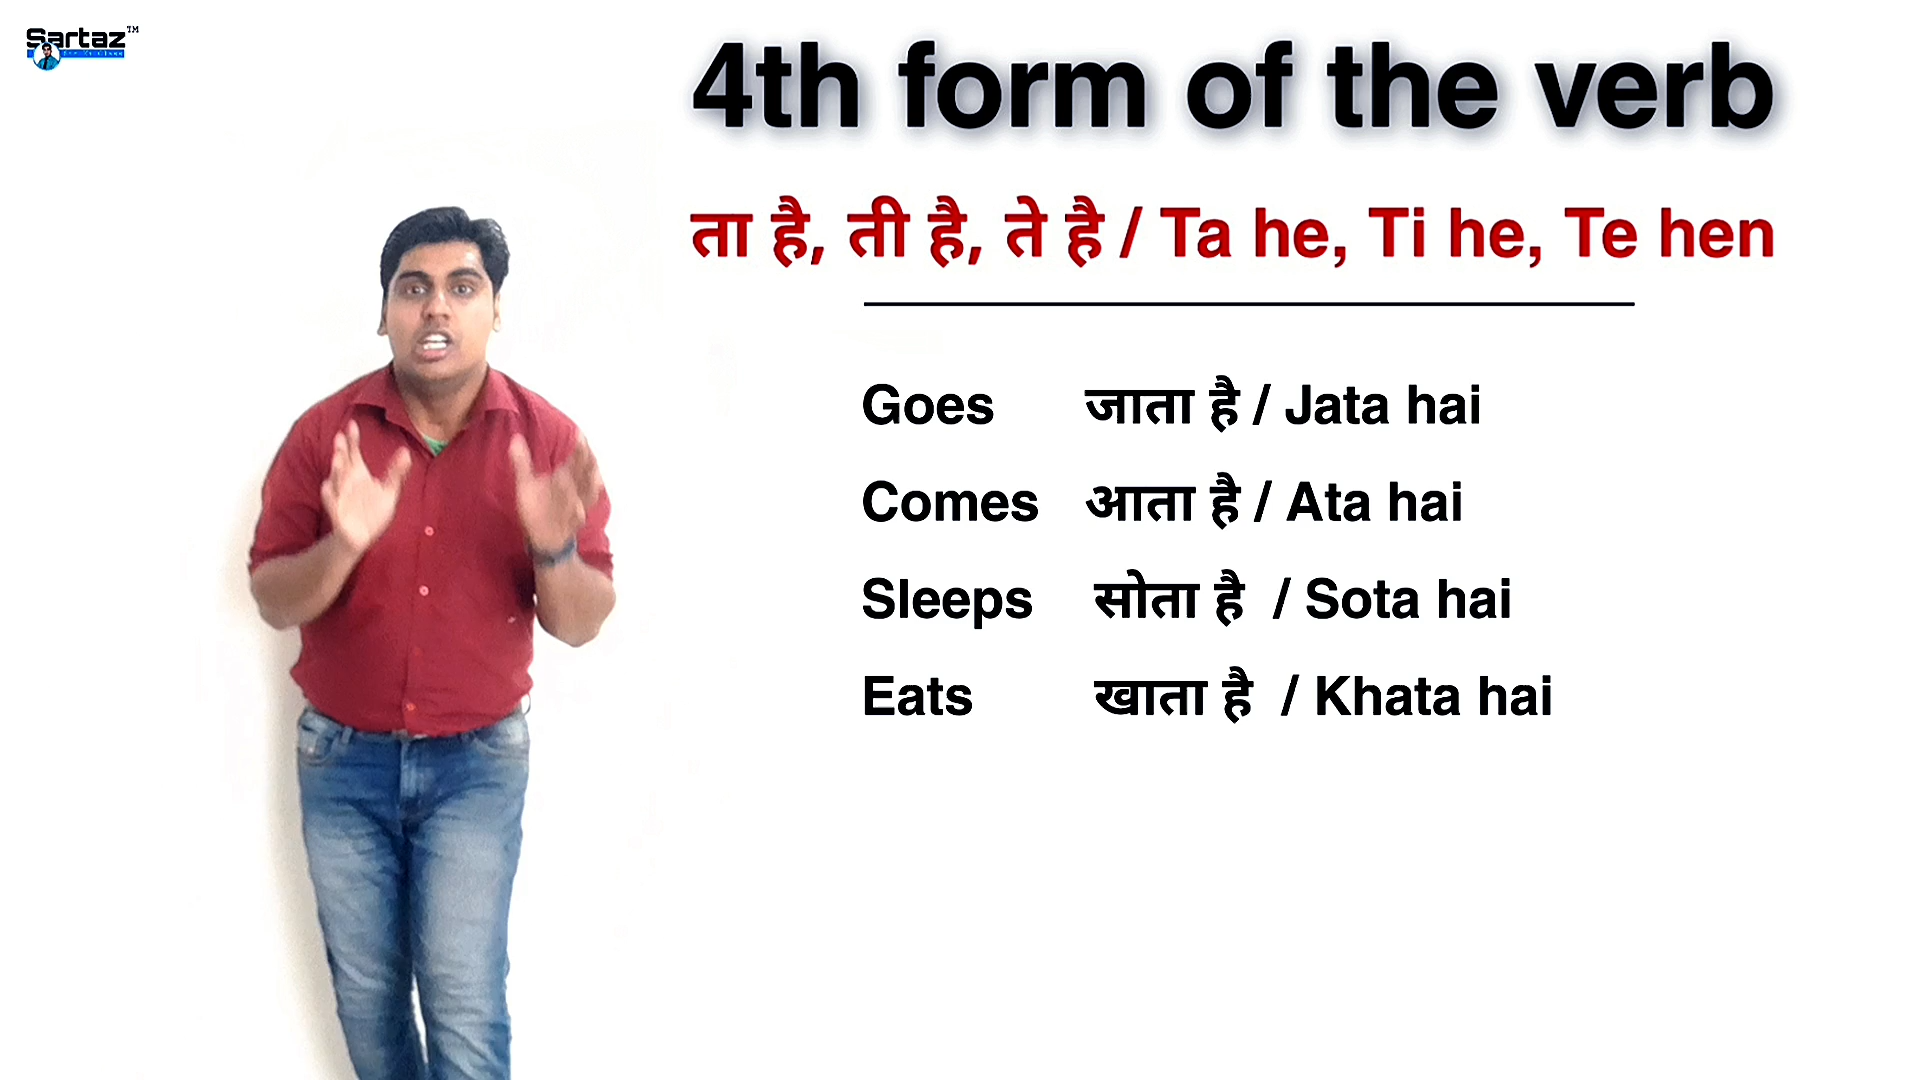 Sartaz™
4th form of the verb
ता है, ती है, ते है / Ta he, Ti he, Te hen
Goes जाता है / Jata hai
Comes आता है / Ata hai
Sleeps सोता है / Sota hai
Eats खाता है / Khata hai